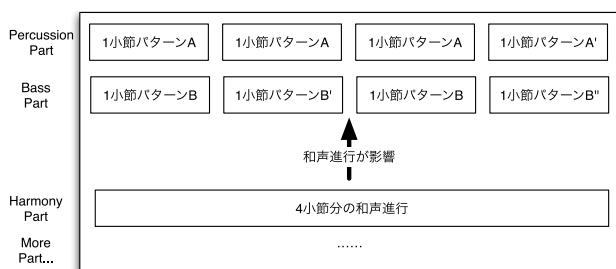 Percussion
Part
1小節パターンA
1小節パターンA
1小節パターンA
1小節パターンA'
Bass
Part
1小節パターンB
1小節パターンB'
1小節パターンB
1小節パターンB"
和声進行が影響
Harmony
Part
4小節分の和声進行
More
Part...
……